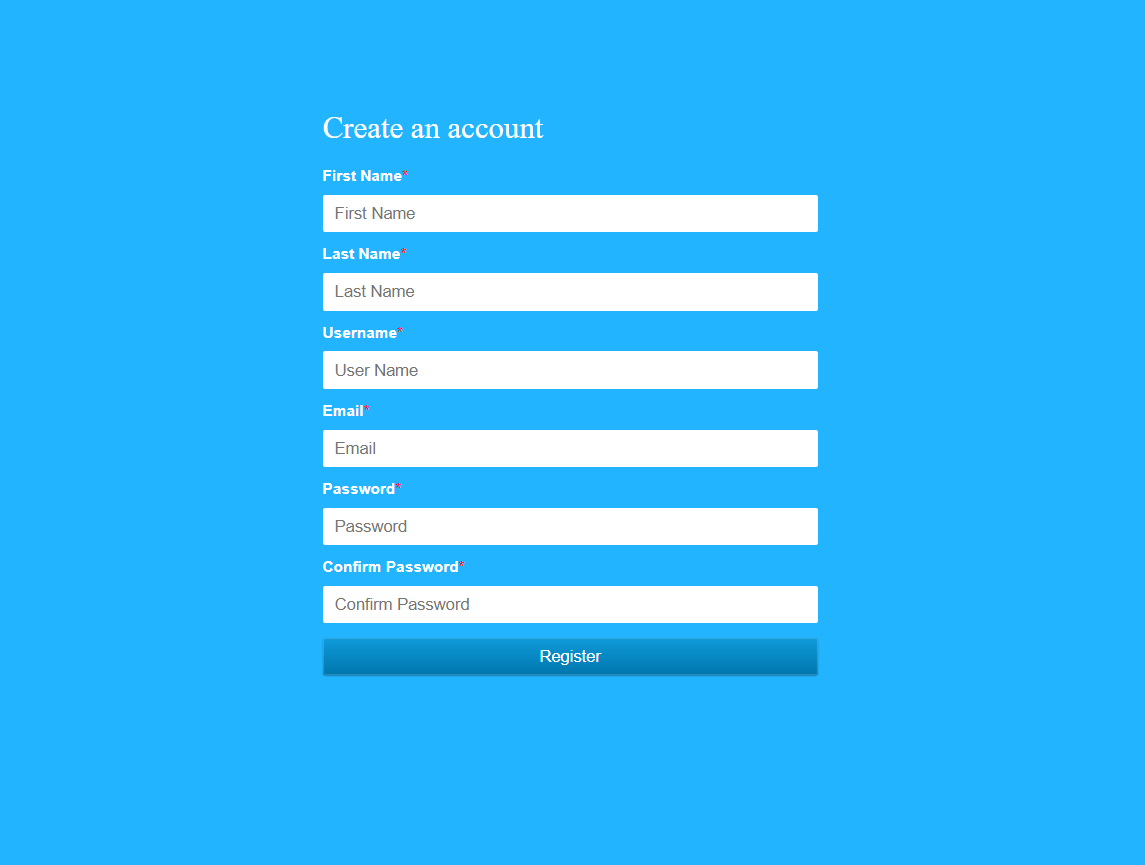 Create an account
First Name*
First Name
Last Name*
Last Name
Username*
User Name
Email*
Email
Password*
Password
Confirm Password*
Confirm Password
Register